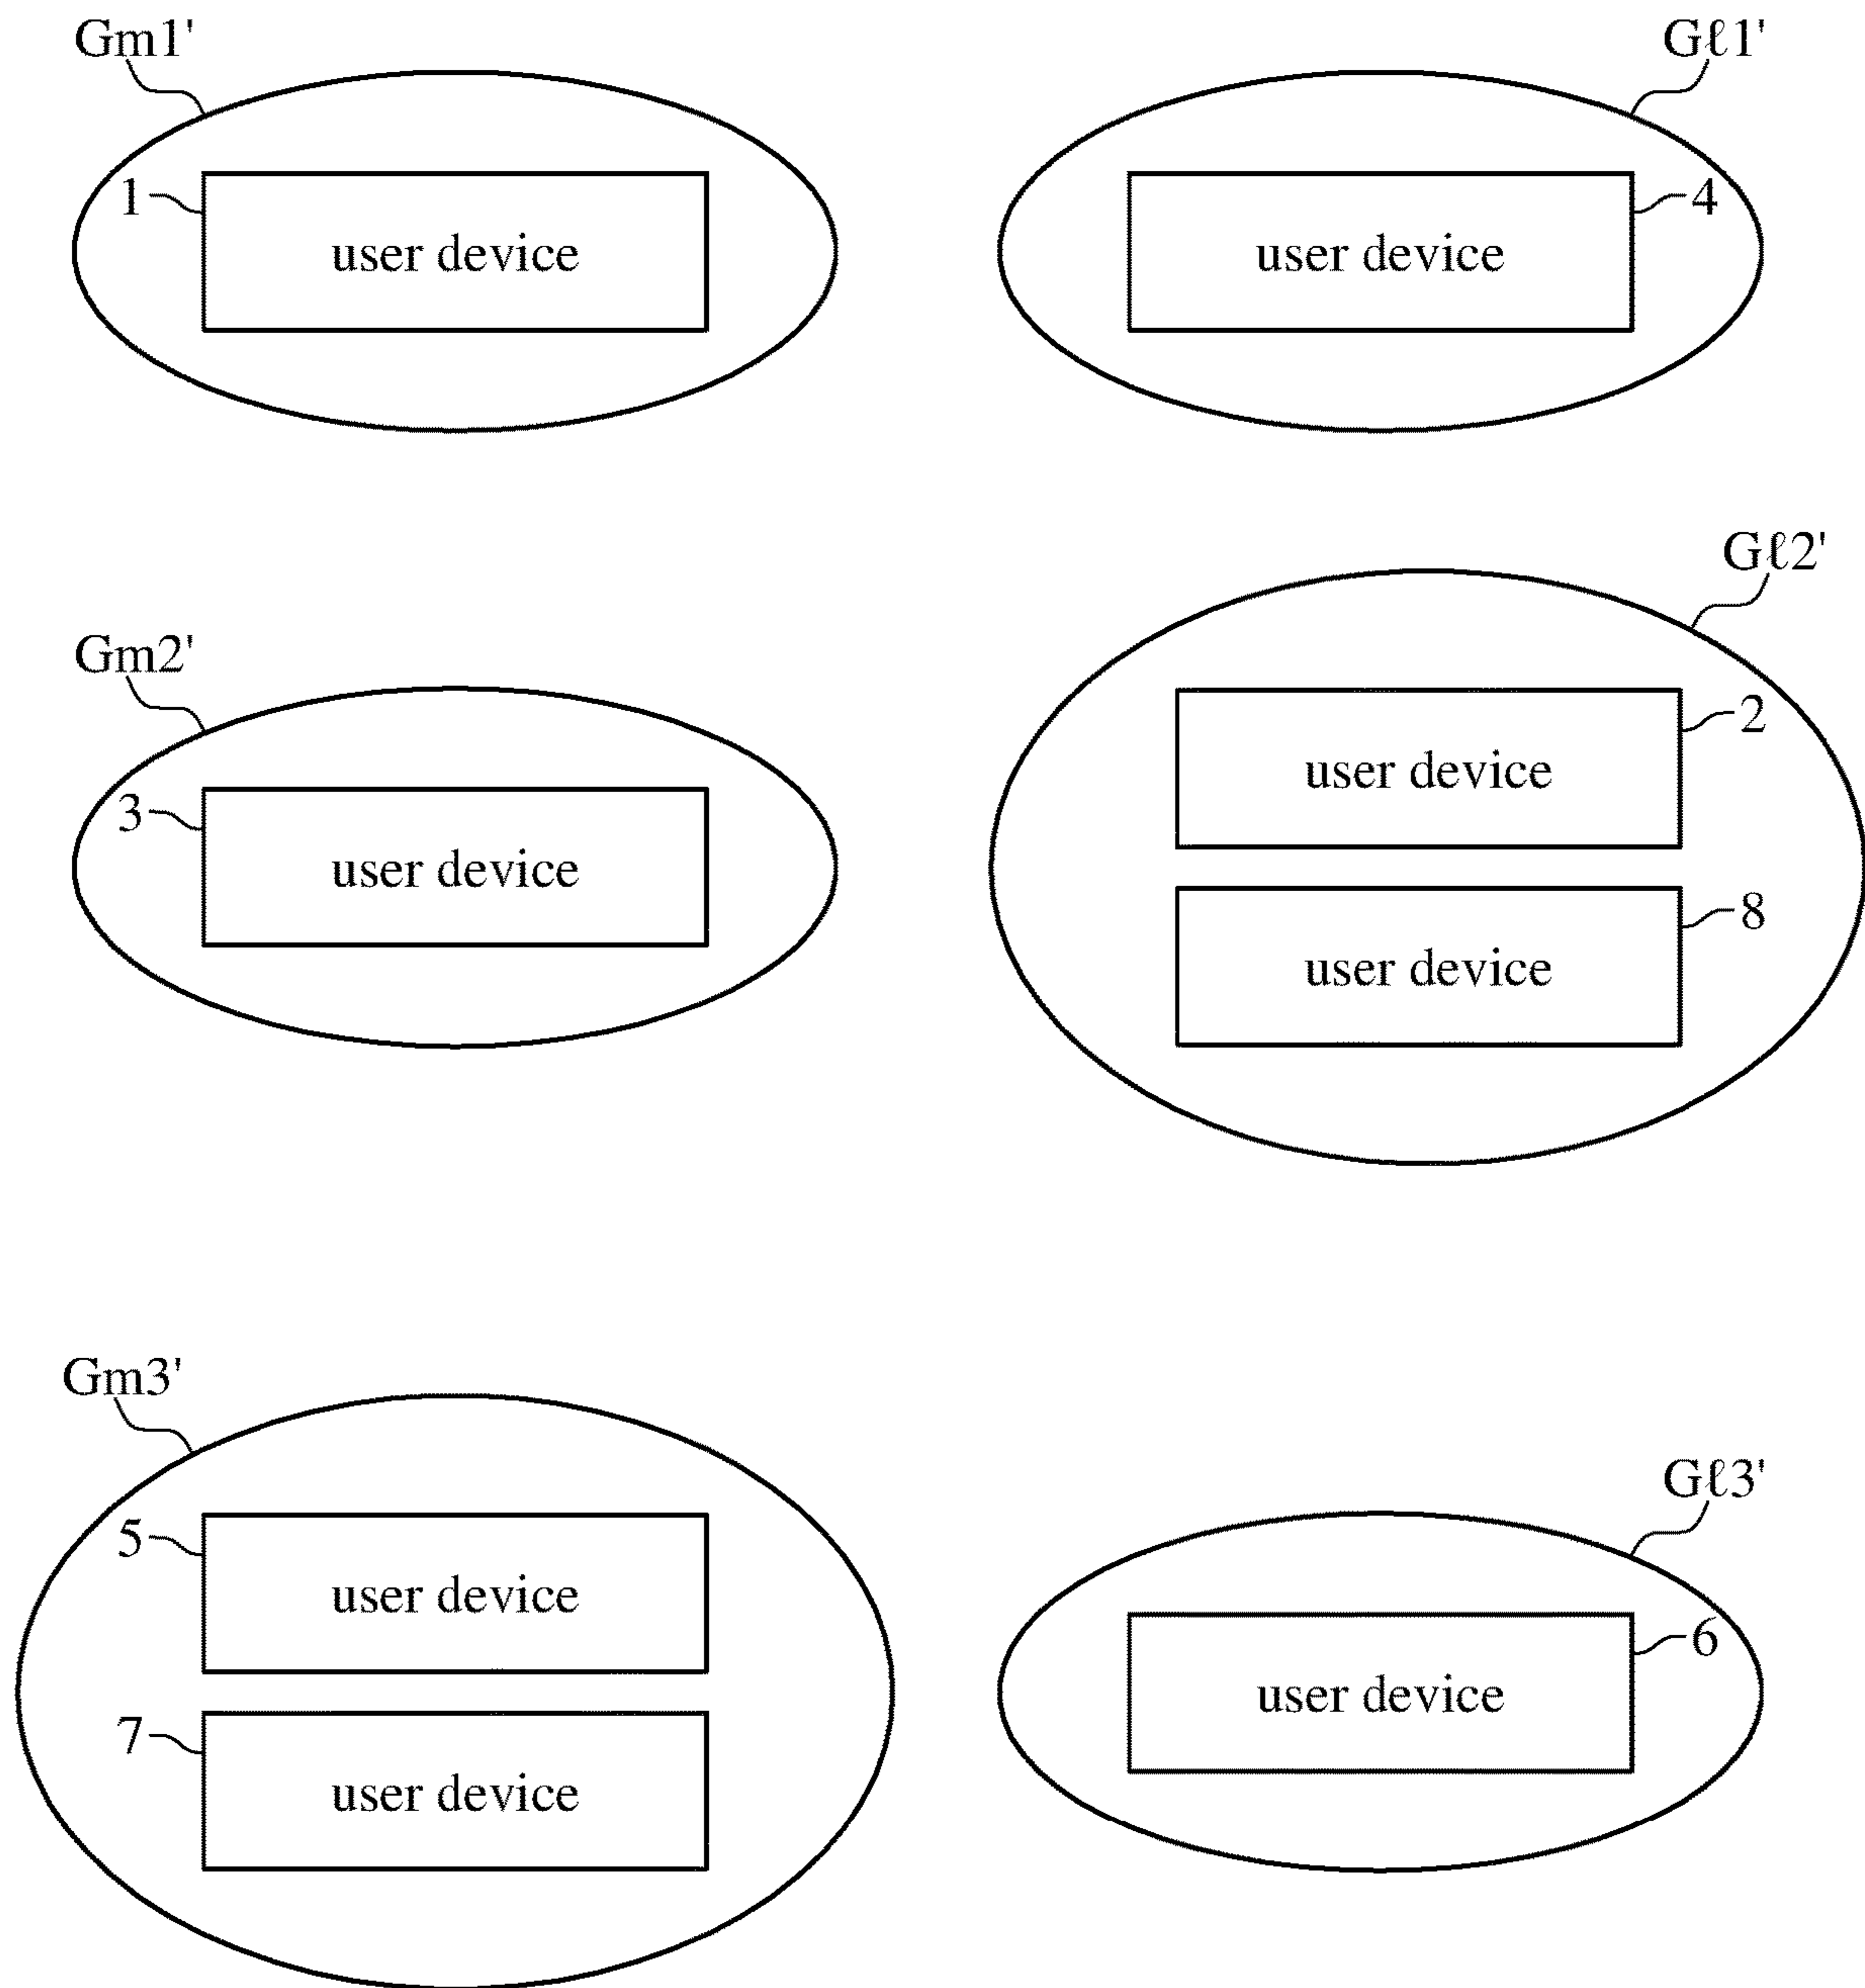 Gm1'
Gℓ1'
1
user device
user device
4
Gℓ2'
Gm2'
2
user device
3
user device
8
user device
Gm3'
Gℓ3'
5
user device
6
user device
7
user device